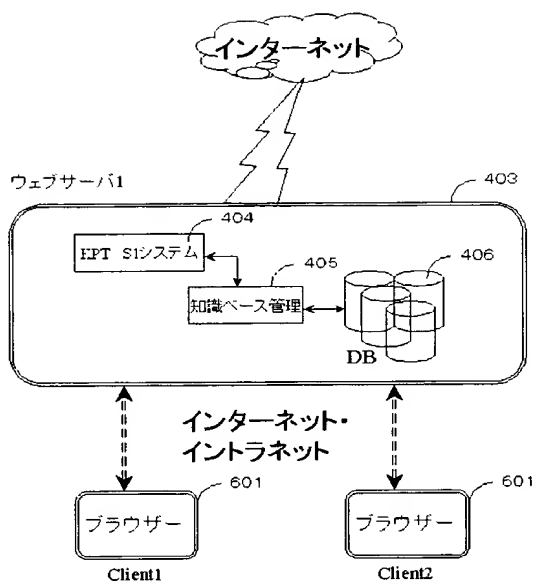 インターネット
ウェブサーバ1
403
404
EPT S1システム
405
406
知識ベース管理
DB
インターネット・
イントラネット
601
601
ブラウザー
ブラウザー
Client1
Client2